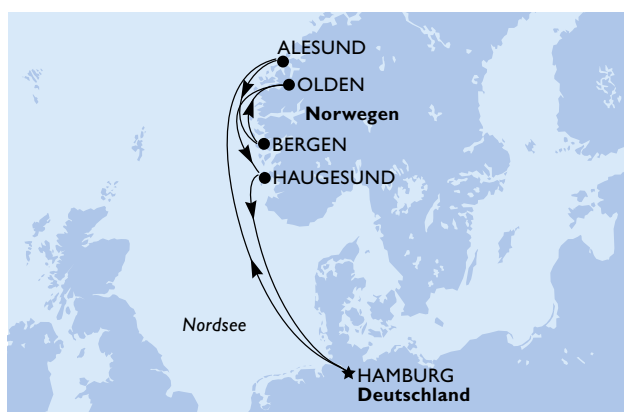 ALESUND
OLDEN
Norwegen
BERGEN
HAUGESUND
Nordsee
HAMBURG
Deutschland